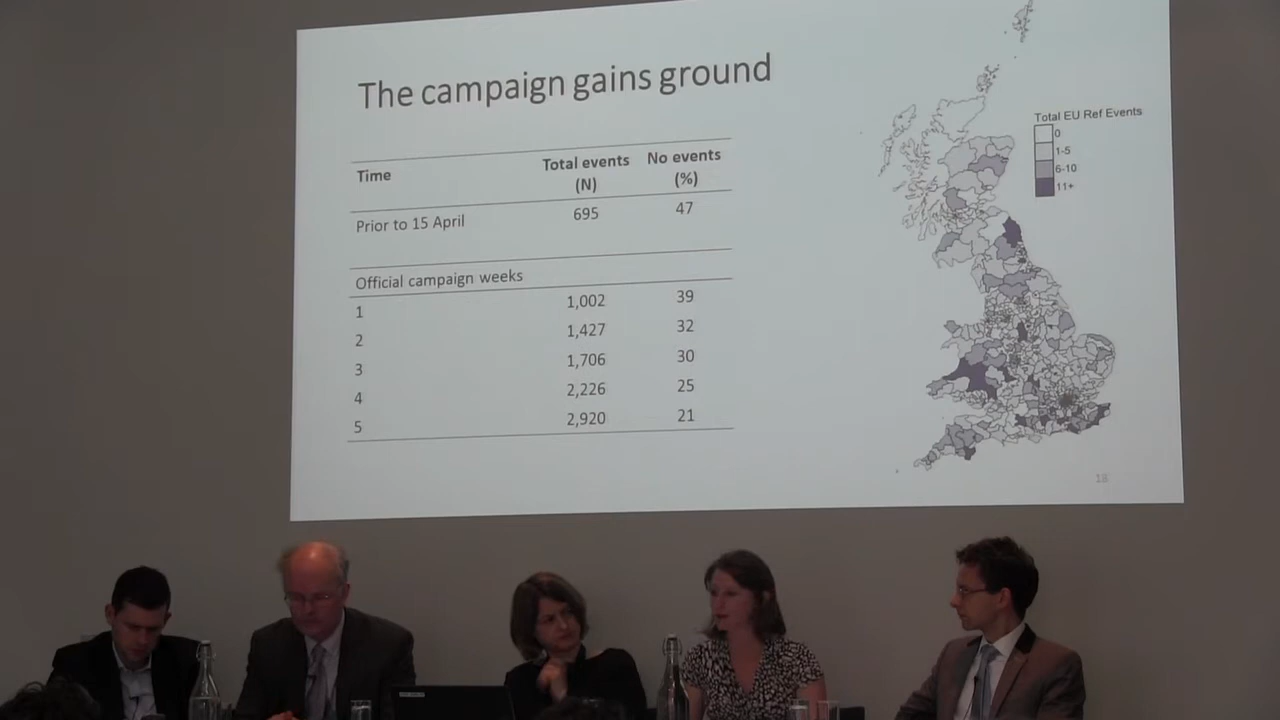 The campaign gains ground
Time Total events (N) No events (%)
Prior to 15 April 695 47
Official campaign weeks
1 1,002 39
2 1,427 32
3 1,706 30
4 2,226 25
5 2,920 21
Total EU Ref Events
0
1-5
6-10
11+
18